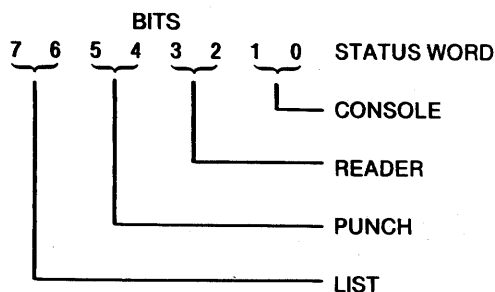 BITS
7 6 5 4 3 2 1 0 STATUS WORD
CONSOLE
READER
PUNCH
LIST